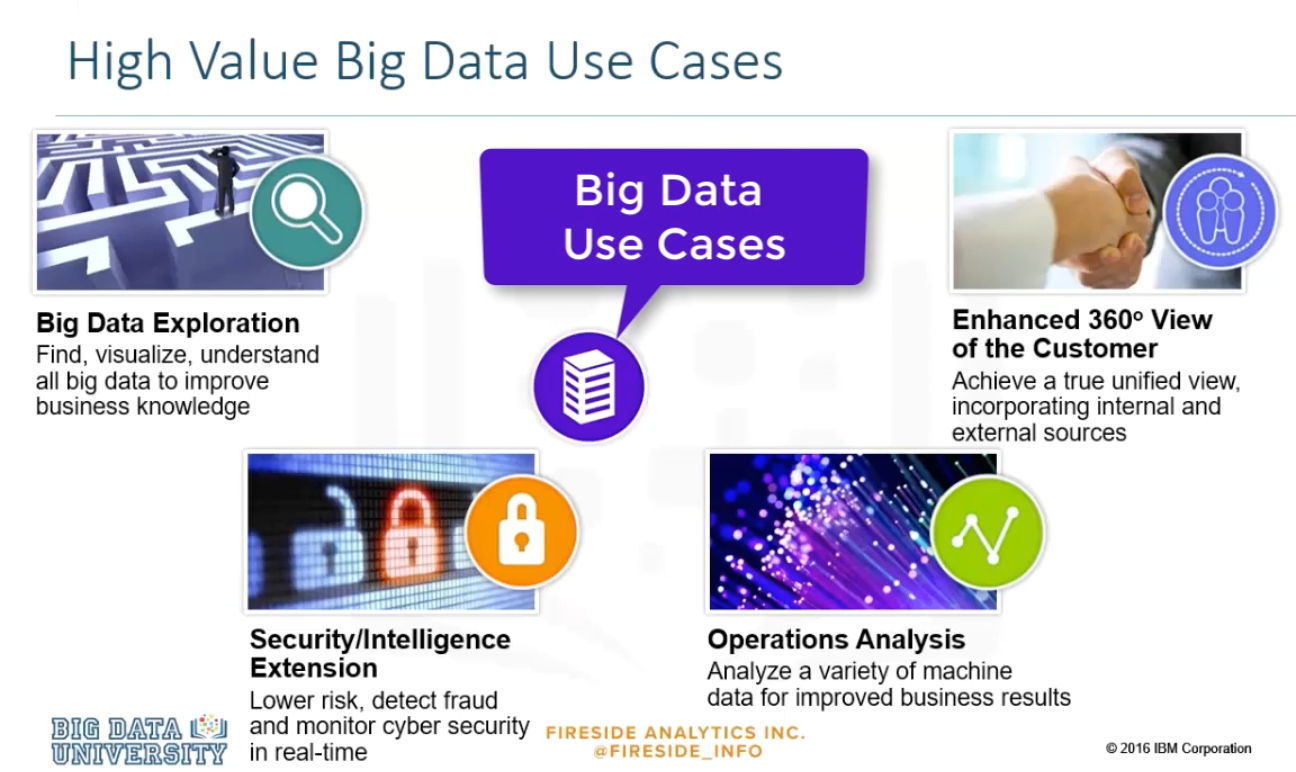 High Value Big Data Use Cases
Big Data
Use Cases
Big Data Exploration
Find, visualize, understand
all big data to improve
business knowledge
Enhanced 360º View
of the Customer
Achieve a true unified view,
incorporating internal and
external sources
Security/Intelligence
Extension
Lower risk, detect fraud
and monitor cyber security
in real-time
Operations Analysis
Analyze a variety of machine
data for improved business results
BIG DATA
UNIVERSITY
FIRESIDE ANALYTICS INC.
@FIRESIDE_INFO
© 2016 IBM Corporation